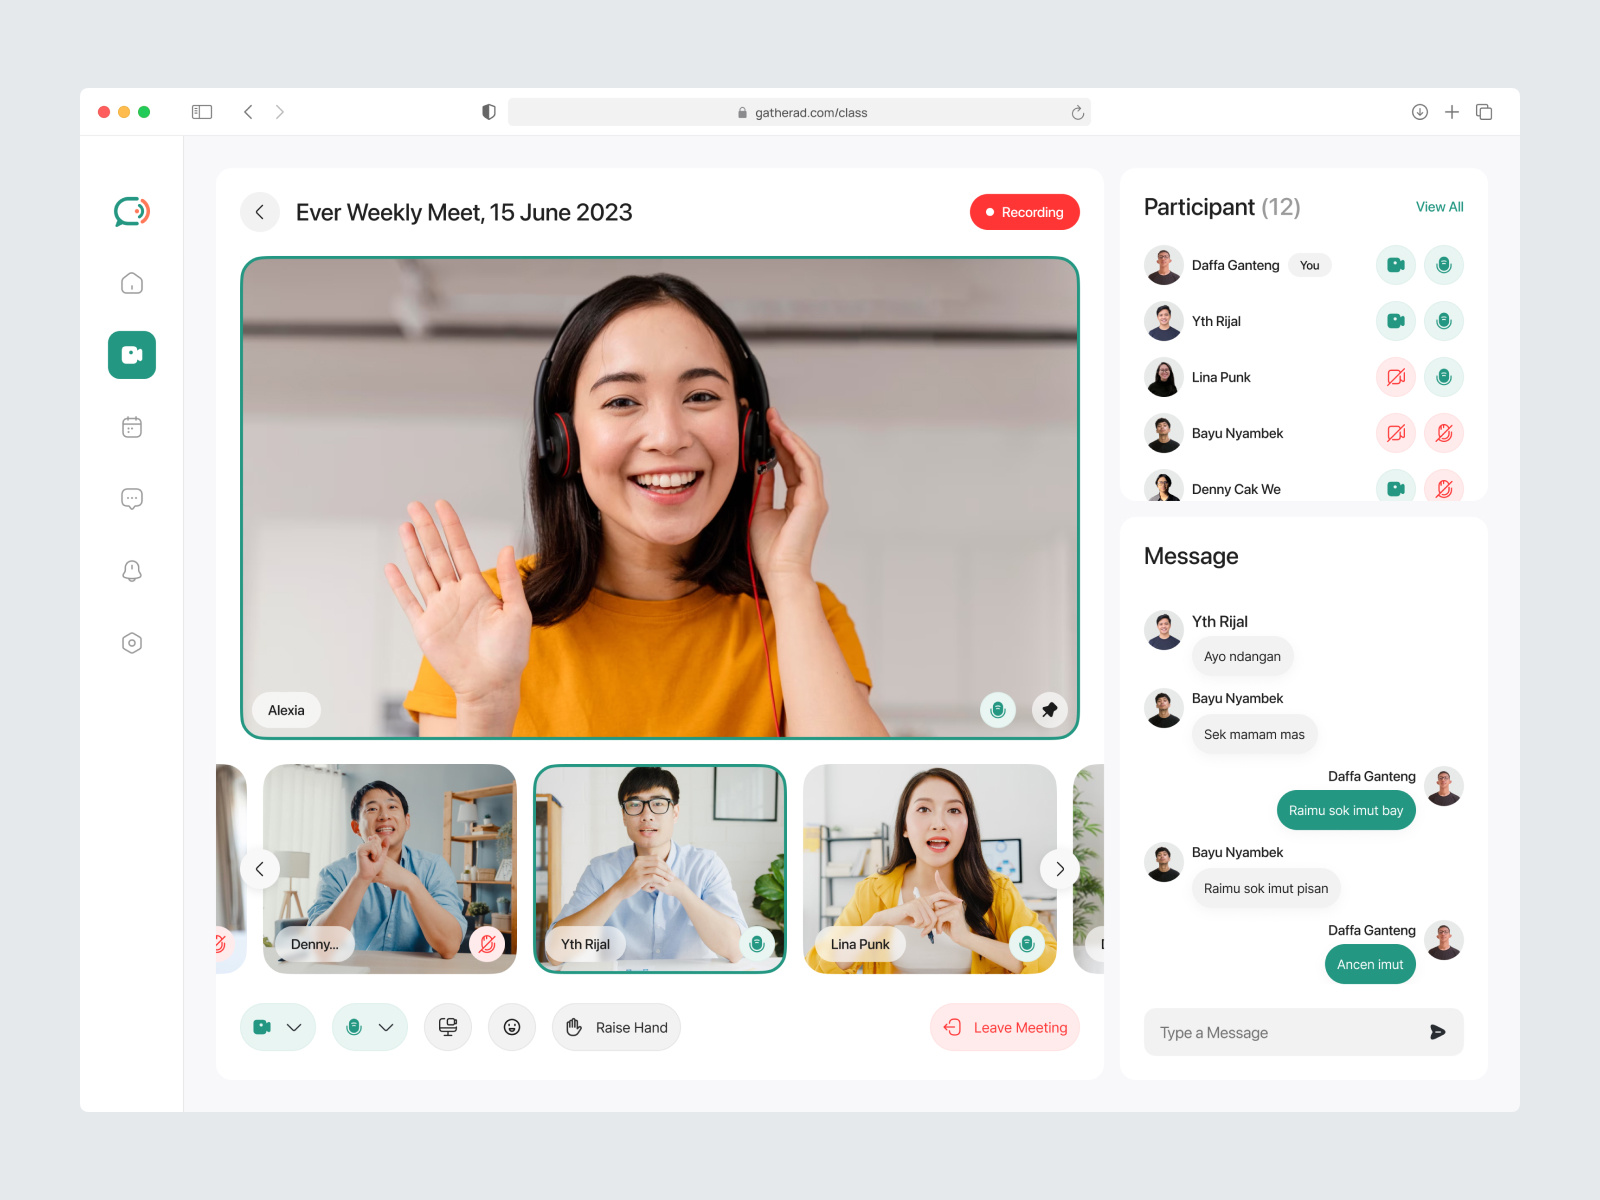 gatherad.com/class
Ever Weekly Meet, 15 June 2023
Recording
Alexia
Denny...
Yth Rijal
Lina Punk
Raise Hand
Leave Meeting
Participant (12)
View All
Daffa Ganteng
You
Yth Rijal
Lina Punk
Bayu Nyambek
Denny Cak We
Message
Yth Rijal
Ayo ndangan
Bayu Nyambek
Sek mamam mas
Daffa Ganteng
Raimu sok imut bay
Bayu Nyambek
Raimu sok imut pisan
Daffa Ganteng
Ancen imut
Type a Message